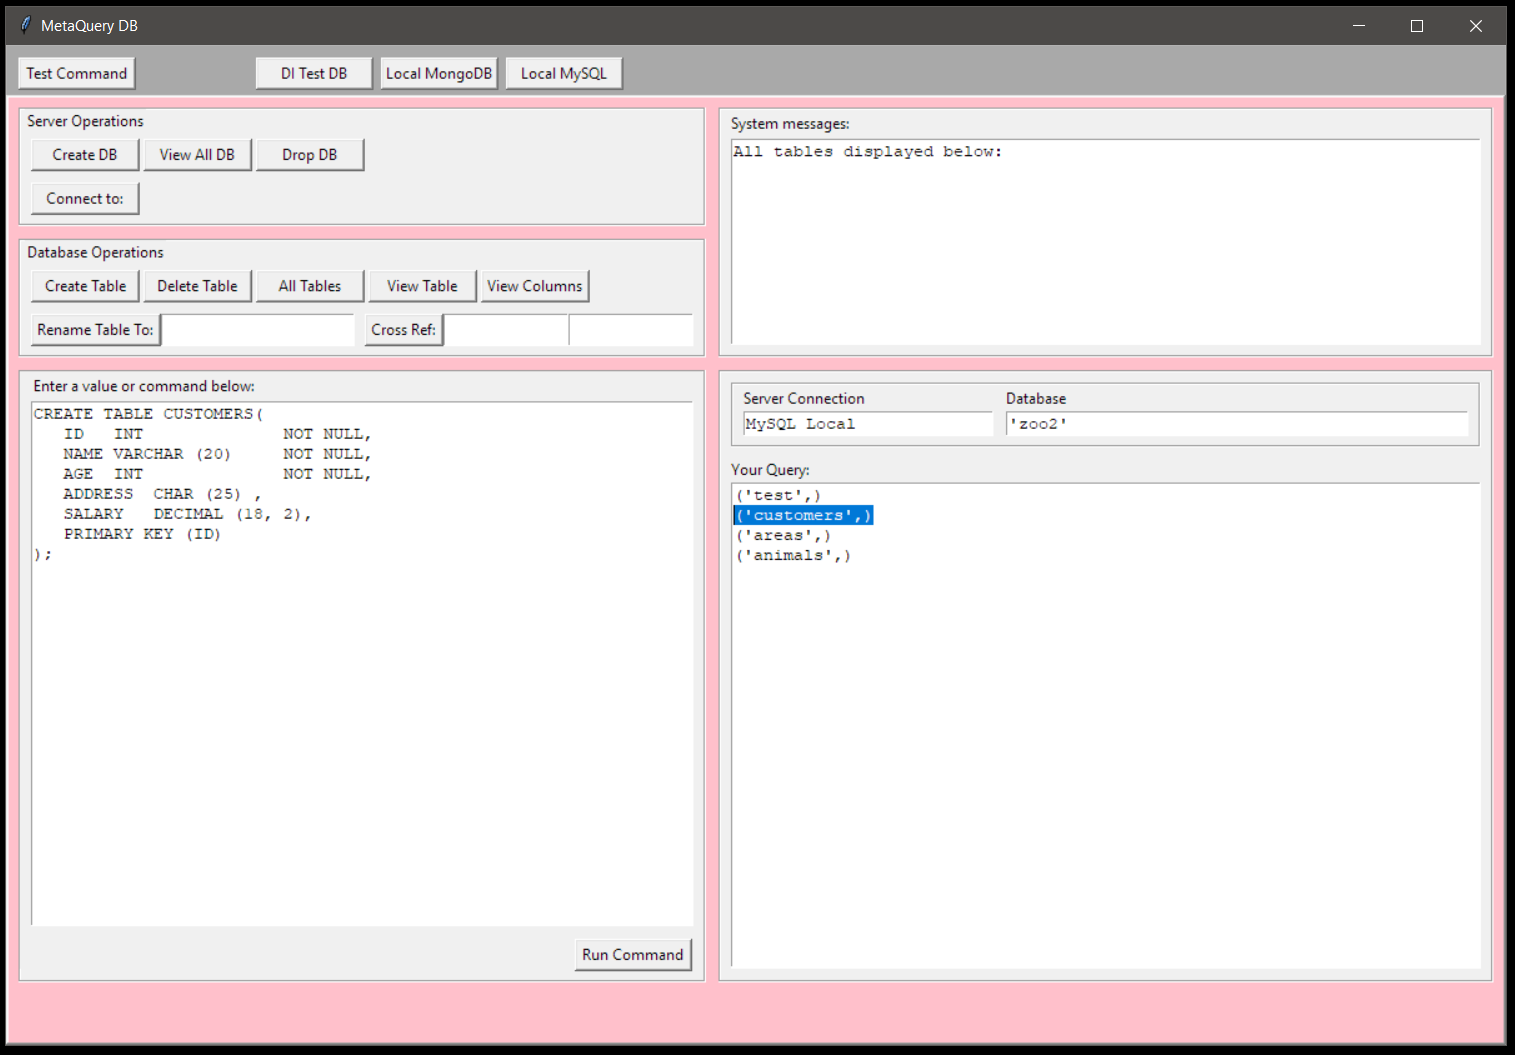 MetaQuery DB
Test Command DI Test DB Local MongoDB Local MySQL
Server Operations
Create DB View All DB Drop DB
Connect to:
Database Operations
Create Table Delete Table All Tables View Table View Columns
Rename Table To: Cross Ref:
Enter a value or command below:
CREATE TABLE CUSTOMERS(
   ID   INT              NOT NULL,
   NAME VARCHAR (20)     NOT NULL,
   AGE  INT              NOT NULL,
   ADDRESS  CHAR (25) ,
   SALARY   DECIMAL (18, 2),
   PRIMARY KEY (ID)
);
Run Command
System messages:
All tables displayed below:
Server Connection Database
MySQL Local 'zoo2'
Your Query:
('test',)
('customers',)
('areas',)
('animals',)